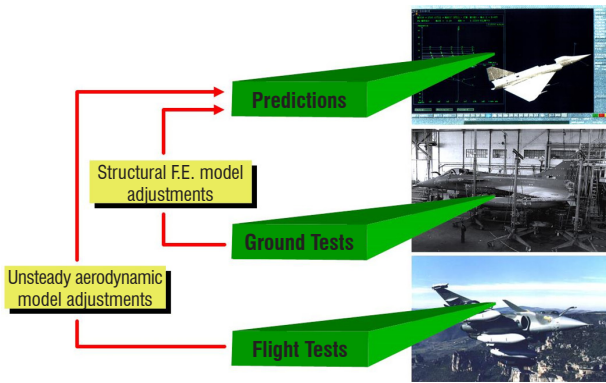 Predictions
Structural F.E. model
adjustments
Ground Tests
Unsteady aerodynamic
model adjustments
Flight Tests